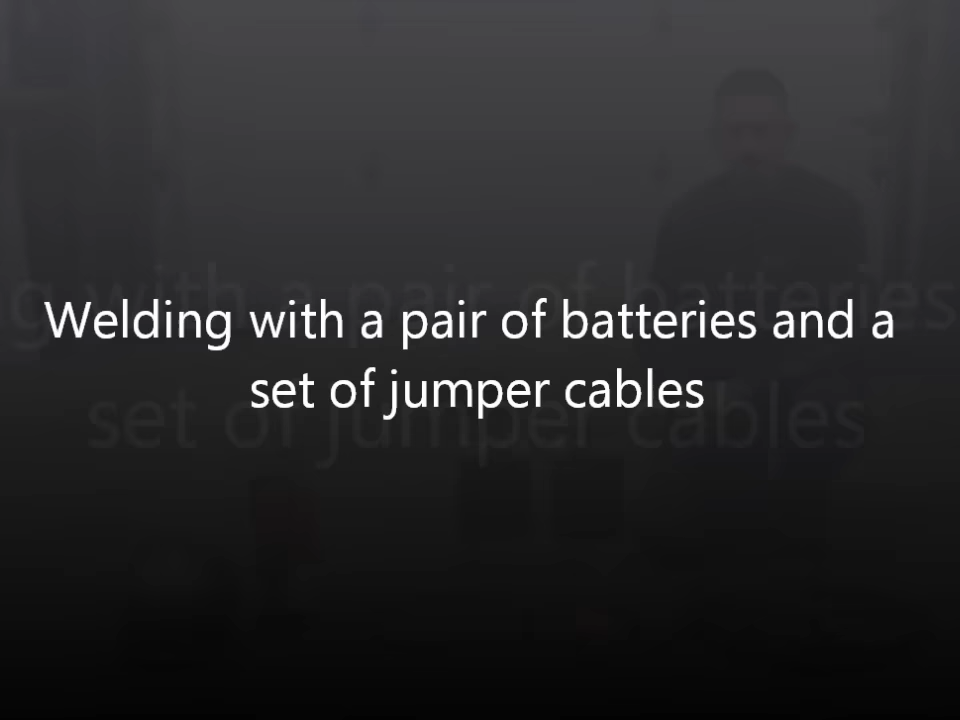 Welding with a pair of batteries and a
set of jumper cables